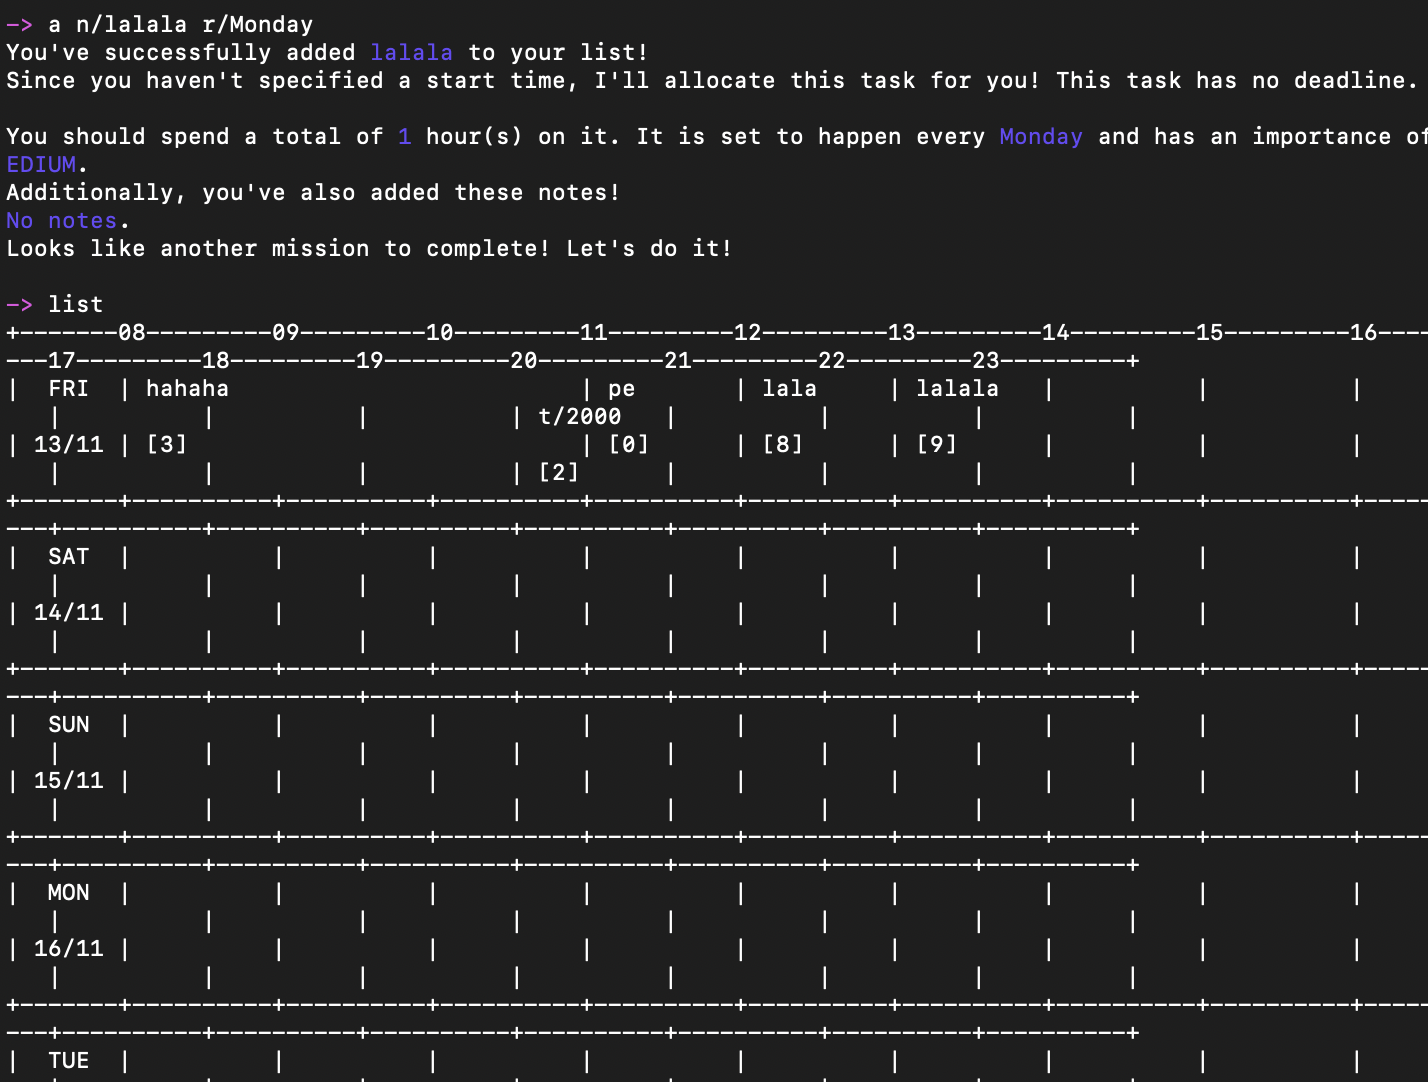 —> a n/lalala r/Monday
You've successfully added lalala to your list!
Since you haven't specified a start time, I'll allocate this task for you! This task has no deadline.
You should spend a total of 1 hour(s) on it. It is set to happen every Monday and has an importance of
EDIUM.
Additionally, you've also added these notes!
No notes.
Looks like another mission to complete! Let's do it!
—> list
+———————08—————————09—————————10—————————11—————————12—————————13—————————14—————————15—————————16————
———17—————————18—————————19—————————20—————————21—————————22—————————23—————————+
|  FRI  | hahaha                         | pe       | lala     | lalala   |          |          |
   |          |          |          | t/2000   |          |          |          |
| 13/11 | [3]                            | [0]      | [8]      | [9]      |          |          |
   |          |          |          | [2]      |          |          |          |
+———————+——————————+——————————+——————————+——————————+——————————+——————————+——————————+——————————+—————
———+——————————+——————————+——————————+——————————+——————————+——————————+——————————+
|  SAT  |          |          |          |          |          |          |          |          |
   |          |          |          |          |          |          |          |
| 14/11 |          |          |          |          |          |          |          |          |
   |          |          |          |          |          |          |          |
+———————+——————————+——————————+——————————+——————————+——————————+——————————+——————————+——————————+—————
———+——————————+——————————+——————————+——————————+——————————+——————————+——————————+
|  SUN  |          |          |          |          |          |          |          |          |
   |          |          |          |          |          |          |          |
| 15/11 |          |          |          |          |          |          |          |          |
   |          |          |          |          |          |          |          |
+———————+——————————+——————————+——————————+——————————+——————————+——————————+——————————+——————————+—————
———+——————————+——————————+——————————+——————————+——————————+——————————+——————————+
|  MON  |          |          |          |          |          |          |          |          |
   |          |          |          |          |          |          |          |
| 16/11 |          |          |          |          |          |          |          |          |
   |          |          |          |          |          |          |          |
+———————+——————————+——————————+——————————+——————————+——————————+——————————+——————————+——————————+—————
———+——————————+——————————+——————————+——————————+——————————+——————————+——————————+
|  TUE  |          |          |          |          |          |          |          |          |